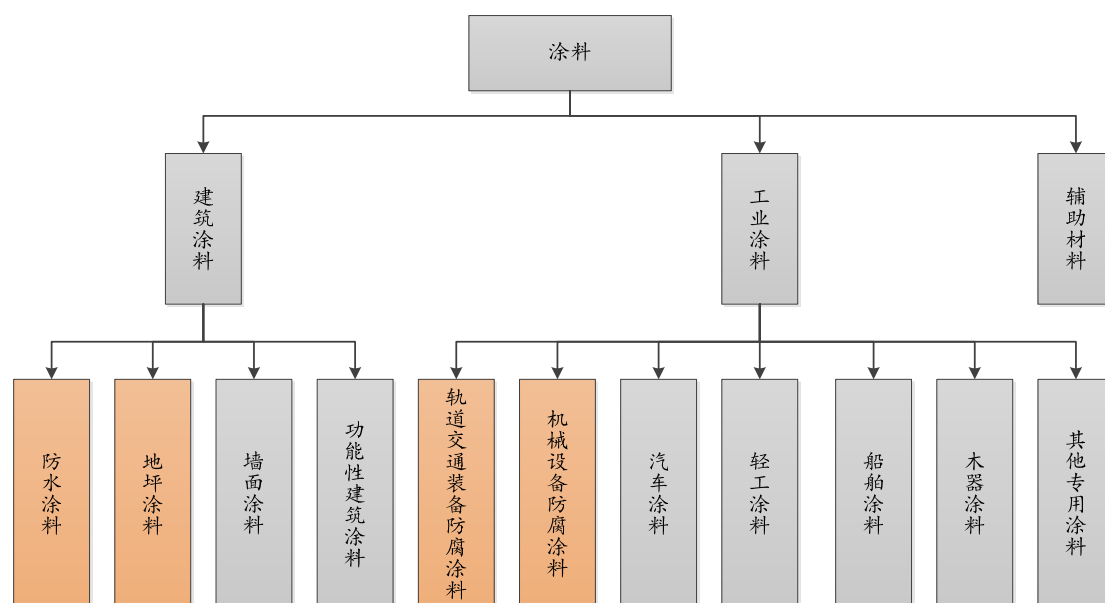 涂料
建筑涂料
工业涂料
辅助材料
防水涂料
地坪涂料
墙面涂料
功能性建筑涂料
轨道交通装备防腐涂料
机械设备防腐涂料
汽车涂料
轻工涂料
船舶涂料
木器涂料
其他专用涂料